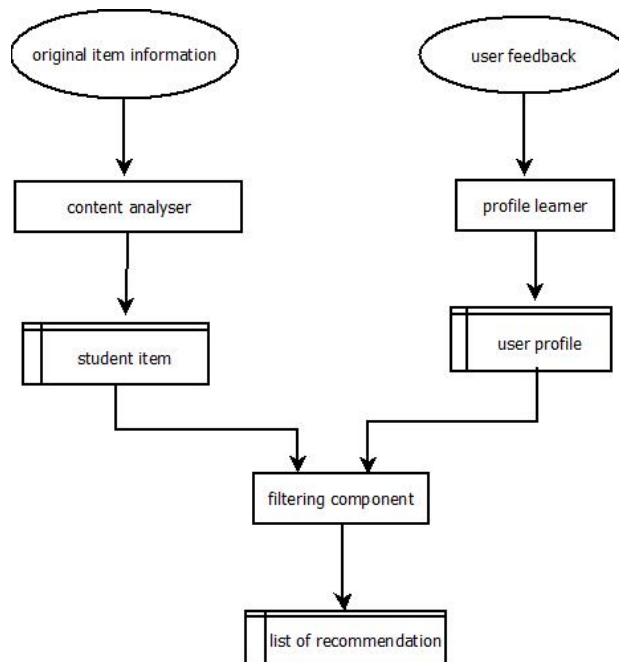 original item information
user feedback
content analyser
profile learner
student item
user profile
filtering component
list of recommendation